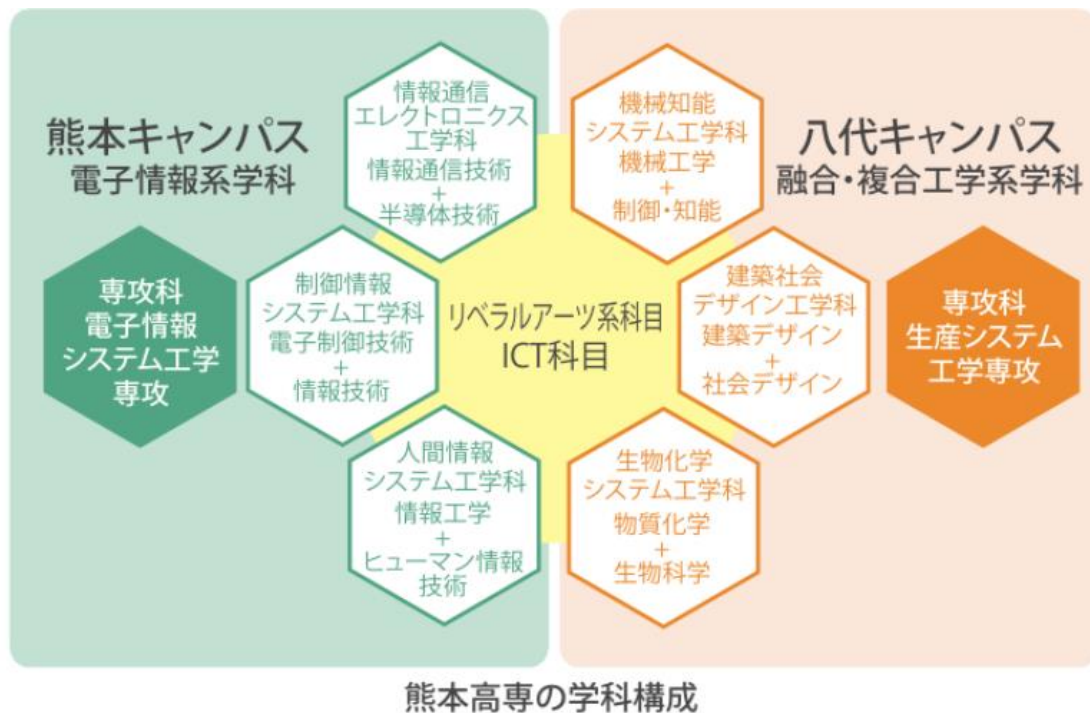 熊本キャンパス
電子情報系学科
情報通信
エレクトロニクス
工学科
情報通信技術
+
半導体技術
専攻科
電子情報
システム工学
専攻
制御情報
システム工学科
電子制御技術
+
情報技術
人間情報
システム工学科
情報工学
+
ヒューマン情報
技術
リベラルアーツ系科目
ICT科目
機械知能
システム工学科
機械工学
+
制御・知能
八代キャンパス
融合・複合工学系学科
建築社会
デザイン工学科
建築デザイン
+
社会デザイン
専攻科
生産システム
工学専攻
生物化学
システム工学科
物質化学
+
生物科学
熊本高専の学科構成